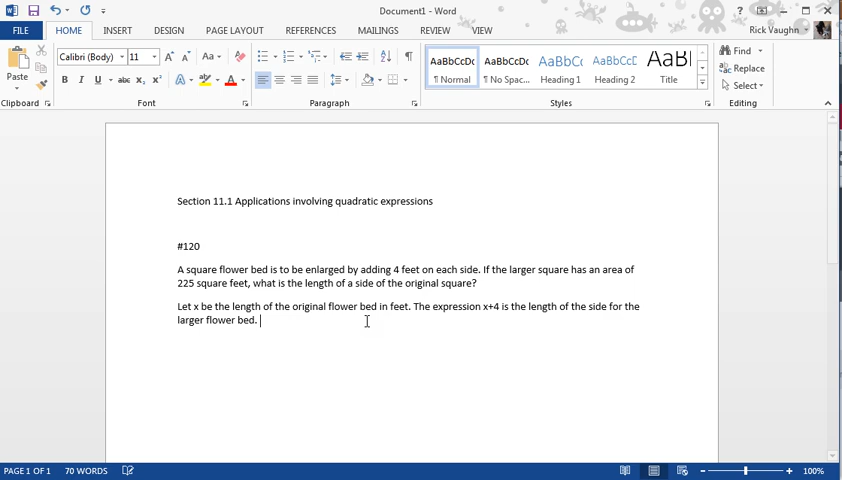 Document1 - Word
FILE HOME INSERT DESIGN PAGE LAYOUT REFERENCES MAILINGS REVIEW VIEW Rick Vaughn
Paste
Calibri (Body) 11 Aa
AaBbCcDc AaBbCcDc AaBbCc AaBbCcC AaBl
Find
B I U abc x₂ x² A A
¶ Normal ¶ No Spac... Heading 1 Heading 2 Title
Replace
Select
Clipboard Font Paragraph Styles Editing
Section 11.1 Applications involving quadratic expressions
#120
A square flower bed is to be enlarged by adding 4 feet on each side. If the larger square has an area of
225 square feet, what is the length of a side of the original square?
Let x be the length of the original flower bed in feet. The expression x+4 is the length of the side for the
larger flower bed.
PAGE 1 OF 1 70 WORDS 100%